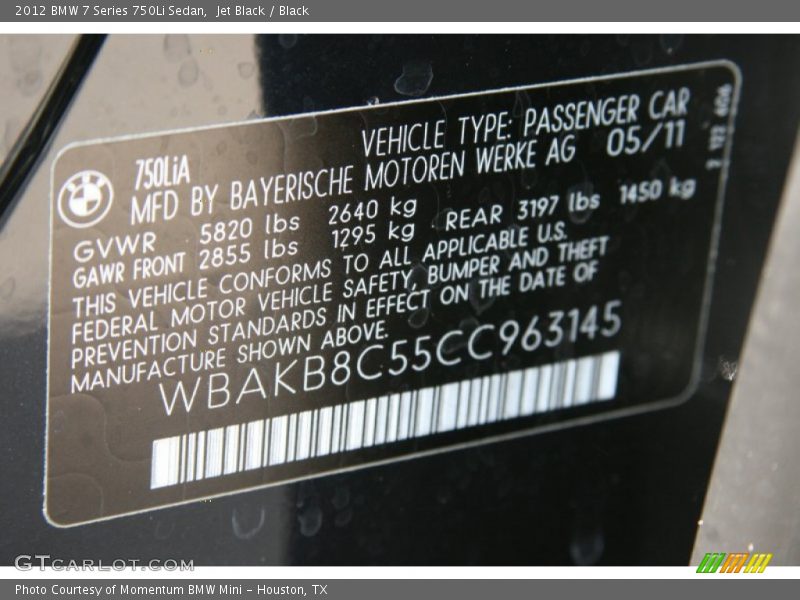 2012 BMW 7 Series 750Li Sedan, Jet Black / Black
750LiA
VEHICLE TYPE: PASSENGER CAR
MFD BY BAYERISCHE MOTOREN WERKE AG 05/11
GVWR 5820 lbs 2640 kg
GAWR FRONT 2855 lbs 1295 kg REAR 3197 lbs 1450 kg
THIS VEHICLE CONFORMS TO ALL APPLICABLE U.S.
FEDERAL MOTOR VEHICLE SAFETY, BUMPER AND THEFT
PREVENTION STANDARDS IN EFFECT ON THE DATE OF
MANUFACTURE SHOWN ABOVE.
WBAKB8C55CC963145
GTCARLOT.COM
Photo Courtesy of Momentum BMW Mini - Houston, TX